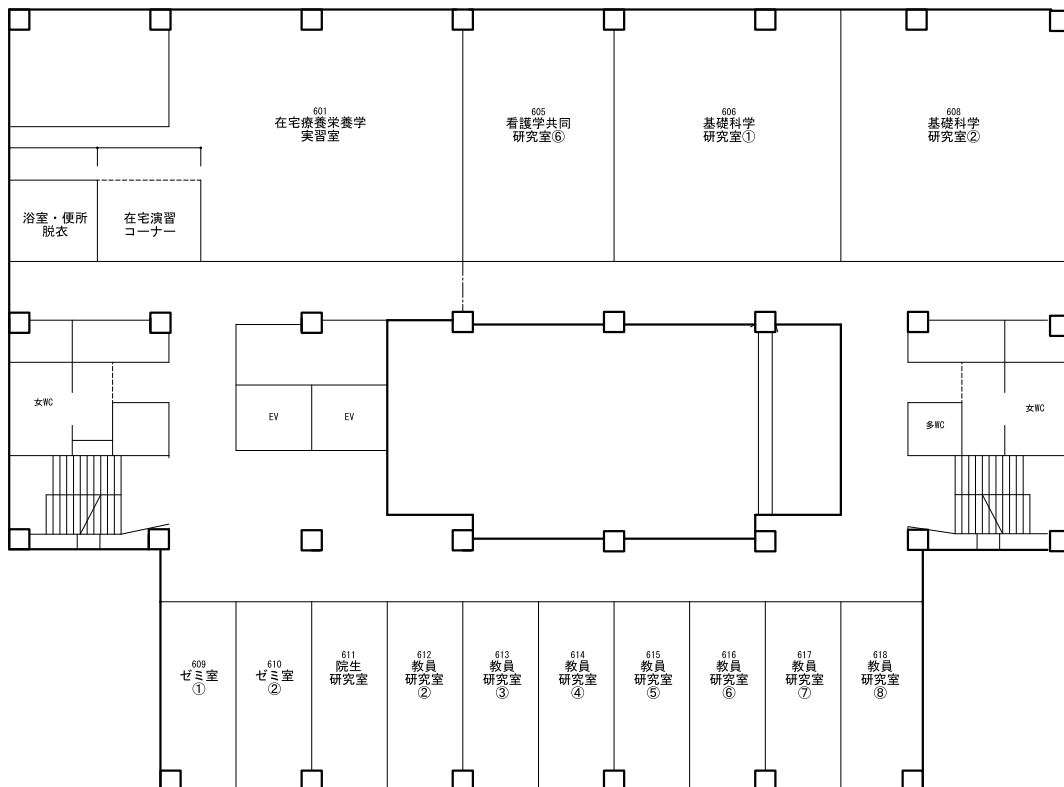 601
在宅療養栄養学
実習室
605
看護学共同
研究室⑥
606
基礎科学
研究室①
608
基礎科学
研究室②
浴室・便所
脱衣
在宅演習
コーナー
女WC
EV
EV
多WC
女WC
609
ゼミ室
①
610
ゼミ室
②
611
院生
研究室
612
教員
研究室
②
613
教員
研究室
③
614
教員
研究室
④
615
教員
研究室
⑤
616
教員
研究室
⑥
617
教員
研究室
⑦
618
教員
研究室
⑧